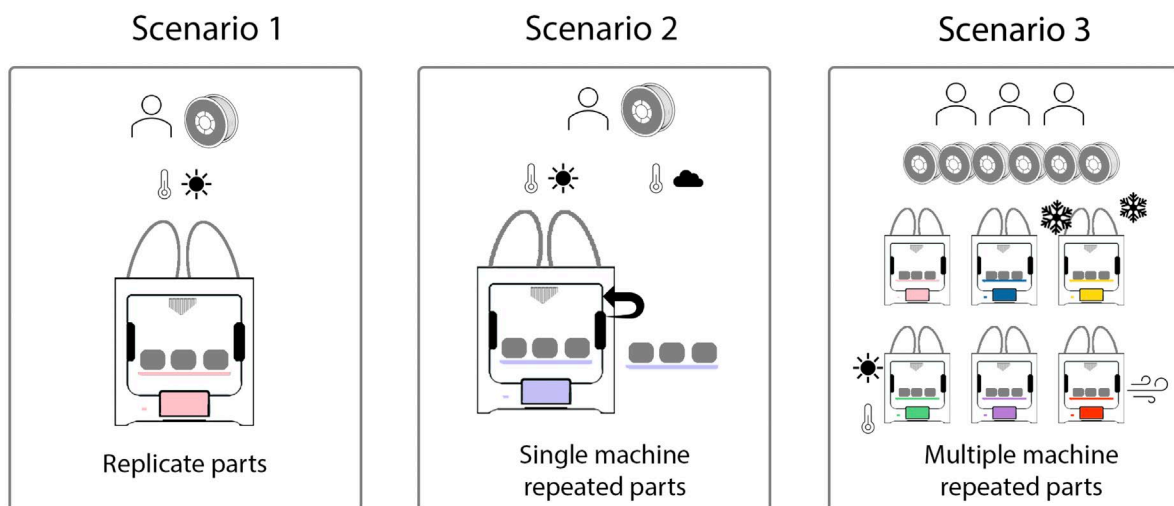 Scenario 1
Scenario 2
Scenario 3
Replicate parts
Single machine
repeated parts
Multiple machine
repeated parts